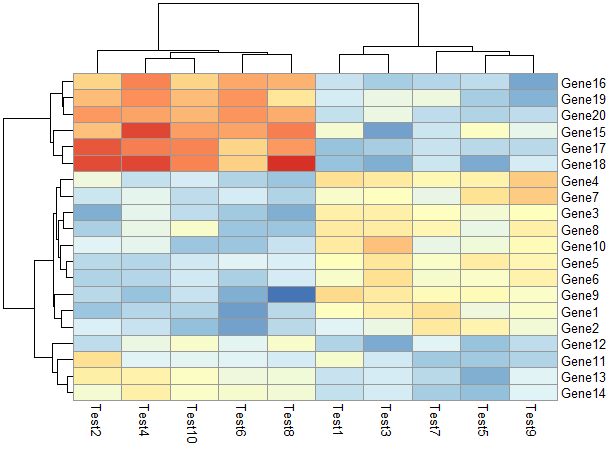 Gene16
Gene19
Gene20
Gene15
Gene17
Gene18
Gene4
Gene7
Gene3
Gene8
Gene10
Gene5
Gene6
Gene9
Gene1
Gene2
Gene12
Gene11
Gene13
Gene14
Test2
Test4
Test10
Test6
Test8
Test1
Test3
Test7
Test5
Test9